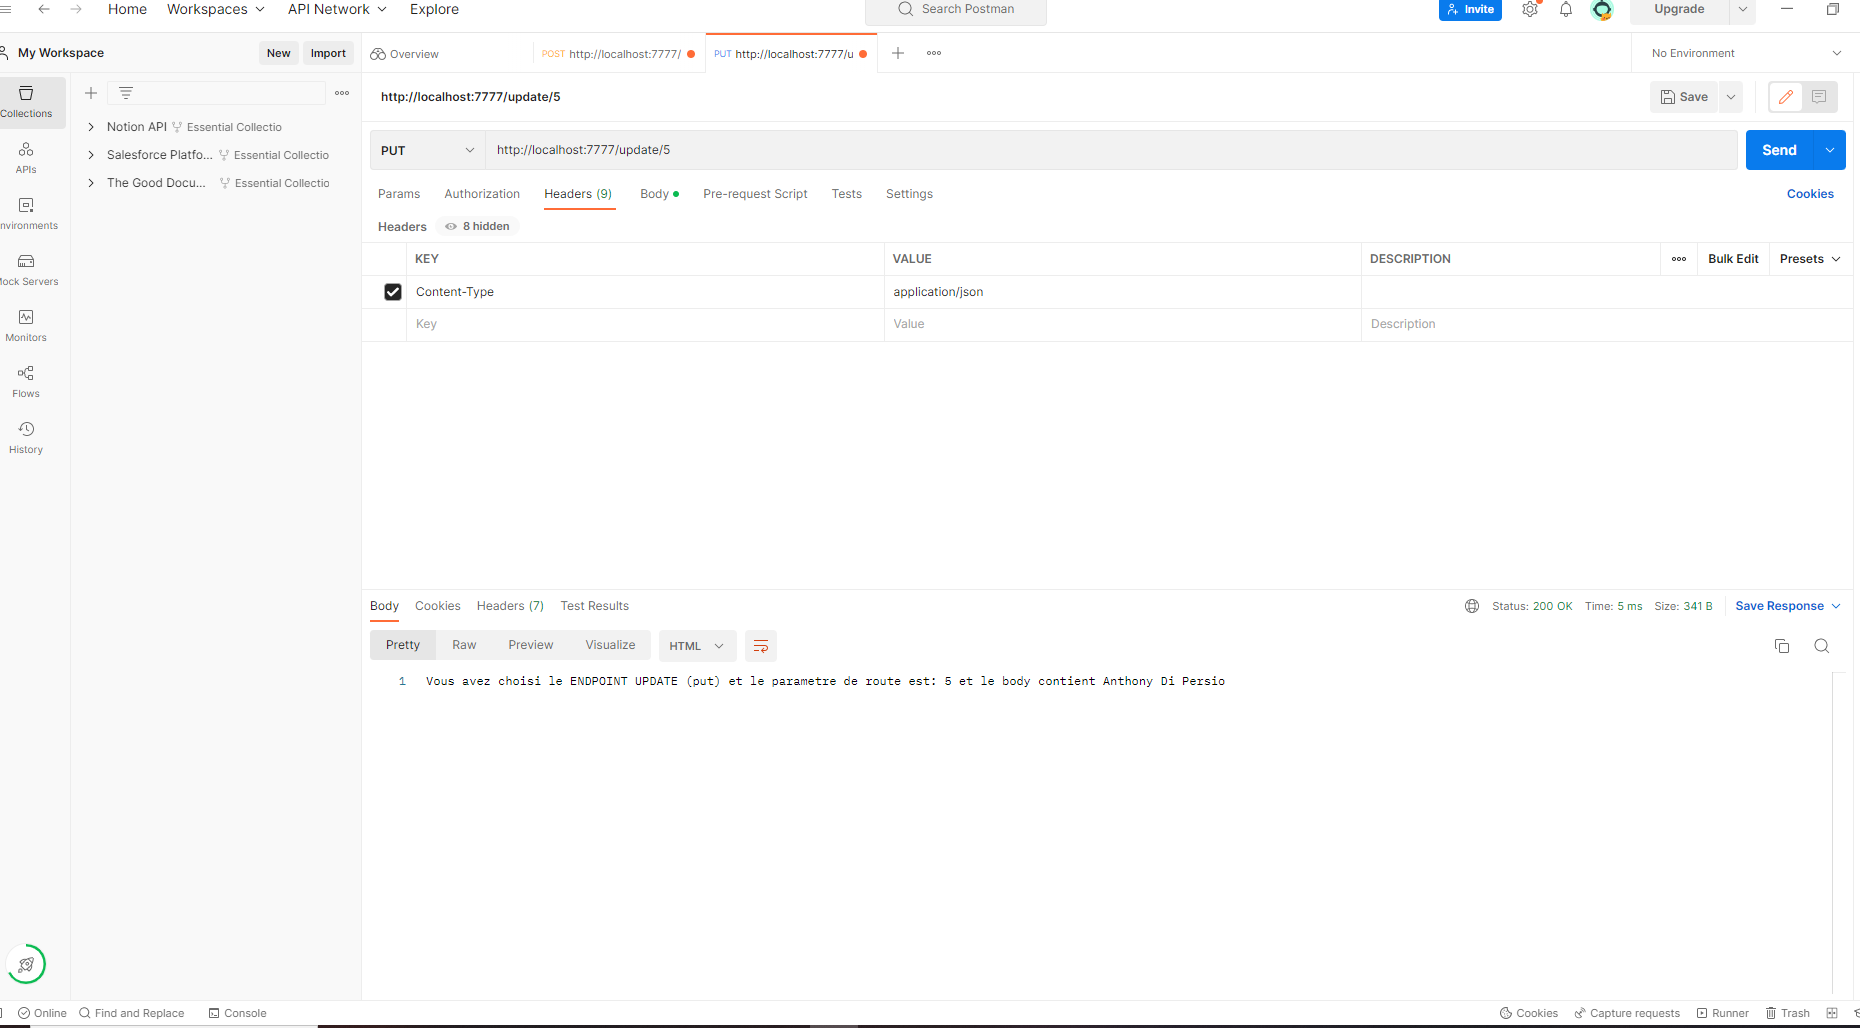 Home Workspaces API Network Explore Search Postman Invite Upgrade
My Workspace New Import Overview POST http://localhost:7777/ PUT http://localhost:7777/u No Environment
Collections
APIs
nvironments
Mock Servers
Monitors
Flows
History
Notion API Essential Collectio
Salesforce Platfo... Essential Collectio
The Good Docu... Essential Collectio
http://localhost:7777/update/5 Save
PUT http://localhost:7777/update/5 Send
Params Authorization Headers (9) Body Pre-request Script Tests Settings Cookies
Headers 8 hidden
KEY VALUE DESCRIPTION Bulk Edit Presets
Content-Type application/json
Key Value Description
Body Cookies Headers (7) Test Results Status: 200 OK Time: 5 ms Size: 341 B Save Response
Pretty Raw Preview Visualize HTML
1 Vous avez choisi le ENDPOINT UPDATE (put) et le parametre de route est: 5 et le body contient Anthony Di Persio
Online Find and Replace Console Cookies Capture requests Runner Trash